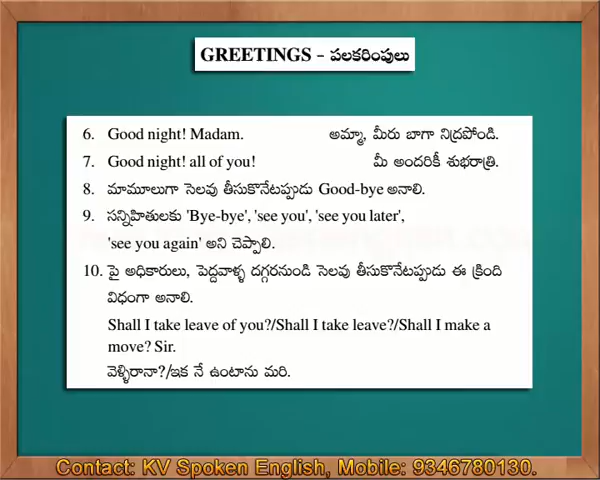 GREETINGS - పలకరింపులు
6. Good night! Madam. అమ్మా, మీరు బాగా నిద్రపోండి.
7. Good night! all of you! మీ అందరికీ శుభరాత్రి.
8. మామూలుగా సెలవు తీసుకొనేటప్పుడు Good-bye అనాలి.
9. సన్నిహితులకు 'Bye-bye', 'see you', 'see you later',
'see you again' అని చెప్పాలి.
10. పై అధికారులు, పెద్దవాళ్ళ దగ్గరనుండి సెలవు తీసుకొనేటప్పుడు ఈ క్రింది
విధంగా అనాలి.
Shall I take leave of you?/Shall I take leave?/Shall I make a
move? Sir.
వెళ్ళిరానా?/ఇక నే ఉంటాను మరి.
Contact: KV Spoken English, Mobile: 9346780130.